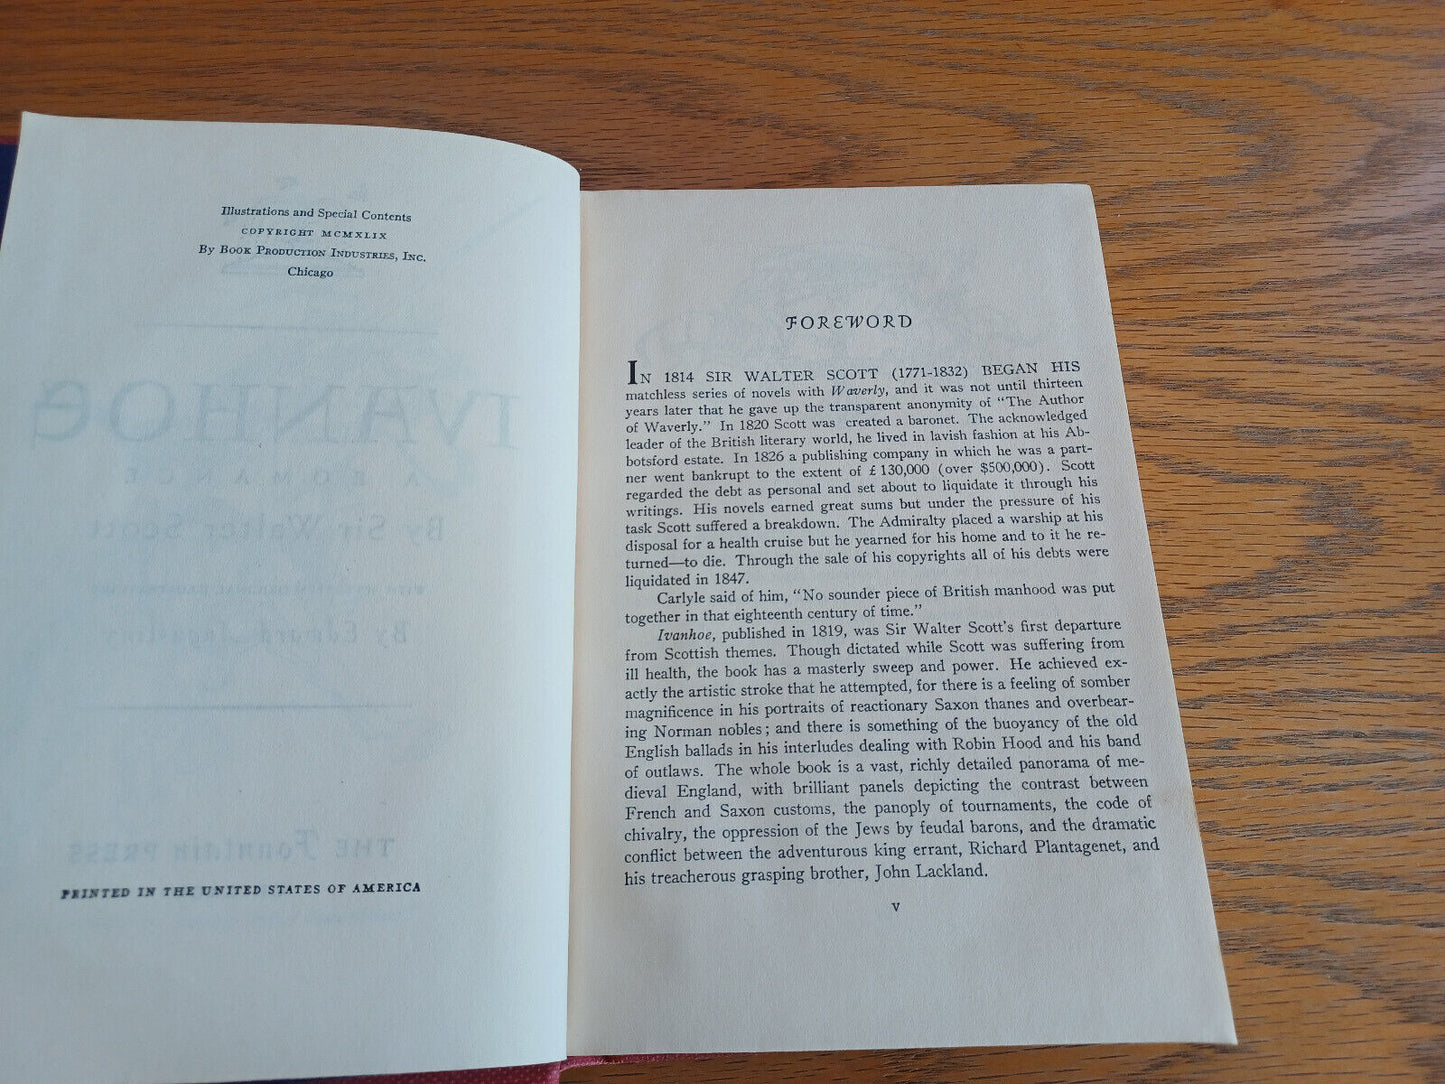 Illustrations and Special Contents
COPYRIGHT MCMXLIX
By Book Production Industries, Inc.
Chicago
PRINTED IN THE UNITED STATES OF AMERICA
FOREWORD
IN 1814 SIR WALTER SCOTT (1771-1832) BEGAN HIS
matchless series of novels with Waverly, and it was not until thirteen
years later that he gave up the transparent anonymity of “The Author
of Waverly.” In 1820 Scott was created a baronet. The acknowledged
leader of the British literary world, he lived in lavish fashion at his Ab-
botsford estate. In 1826 a publishing company in which he was a part-
ner went bankrupt to the extent of £130,000 (over $500,000). Scott
regarded the debt as personal and set about to liquidate it through his
writings. His novels earned great sums but under the pressure of his
task Scott suffered a breakdown. The Admiralty placed a warship at his
disposal for a health cruise but he yearned for his home and to it he re-
turned—to die. Through the sale of his copyrights all of his debts were
liquidated in 1847.
Carlyle said of him, “No sounder piece of British manhood was put
together in that eighteenth century of time.”
Ivanhoe, published in 1819, was Sir Walter Scott’s first departure
from Scottish themes. Though dictated while Scott was suffering from
ill health, the book has a masterly sweep and power. He achieved ex-
actly the artistic stroke that he attempted, for there is a feeling of somber
magnificence in his portraits of reactionary Saxon thanes and overbear-
ing Norman nobles; and there is something of the buoyancy of the old
English ballads in his interludes dealing with Robin Hood and his band
of outlaws. The whole book is a vast, richly detailed panorama of me-
dieval England, with brilliant panels depicting the contrast between
French and Saxon customs, the panoply of tournaments, the code of
chivalry, the oppression of the Jews by feudal barons, and the dramatic
conflict between the adventurous king errant, Richard Plantagenet, and
his treacherous grasping brother, John Lackland.
v